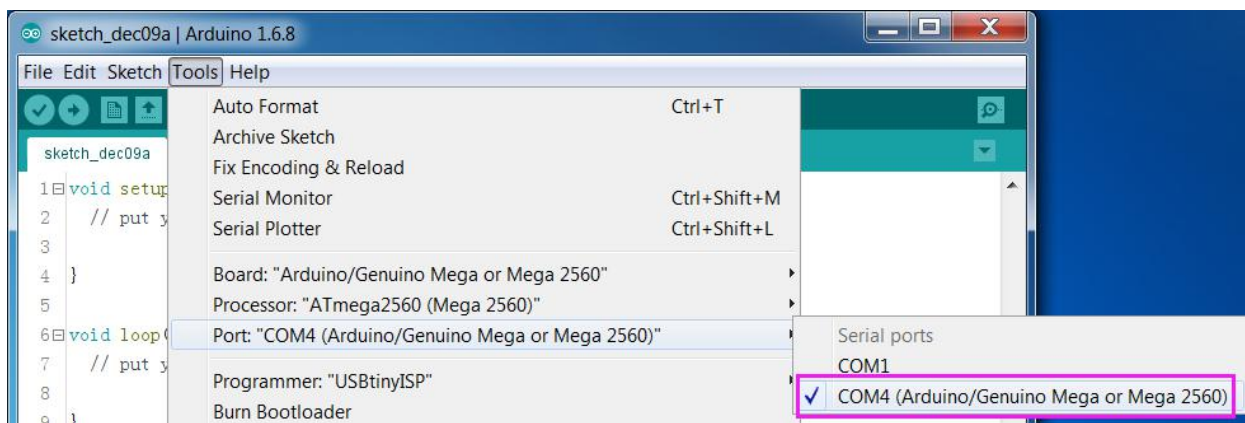 sketch_dec09a | Arduino 1.6.8
File Edit Sketch Tools Help
Auto Format Ctrl+T
Archive Sketch
Fix Encoding & Reload
Serial Monitor Ctrl+Shift+M
Serial Plotter Ctrl+Shift+L
Board: "Arduino/Genuino Mega or Mega 2560"
Processor: "ATmega2560 (Mega 2560)"
Port: "COM4 (Arduino/Genuino Mega or Mega 2560)"
Programmer: "USBtinyISP"
Burn Bootloader
Serial ports
COM1
COM4 (Arduino/Genuino Mega or Mega 2560)
sketch_dec09a
1 void setup
2 // put y
3
4 }
5
6 void loop(
7 // put y
8
9 }